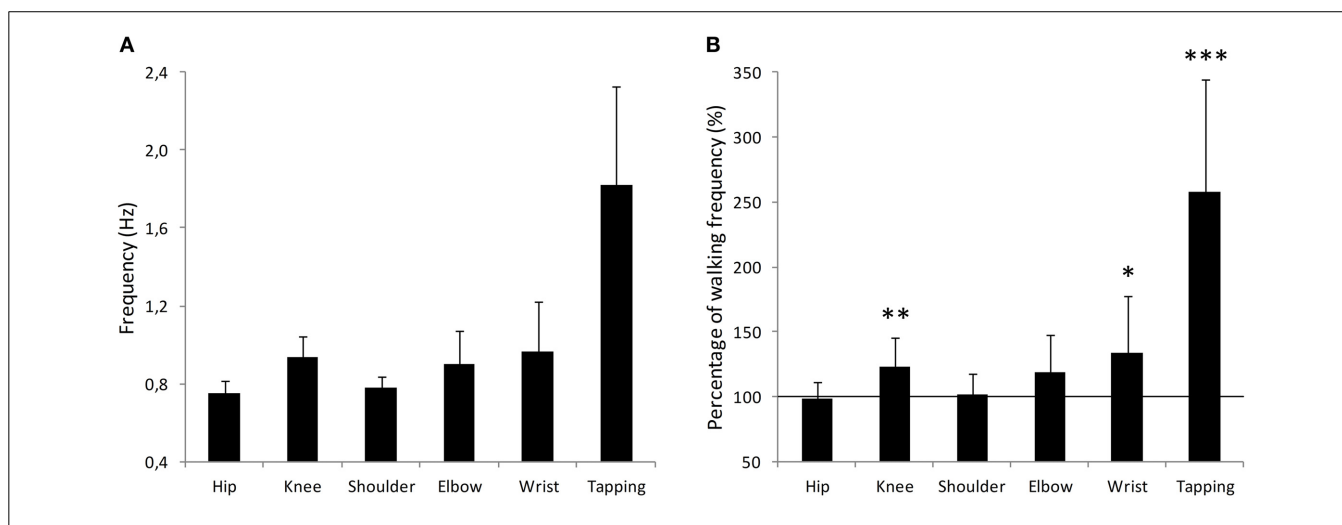 A
Frequency (Hz)
2,4
2,0
1,6
1,2
0,8
0,4
Hip Knee Shoulder Elbow Wrist Tapping
B
Percentage of walking frequency (%)
350
300
250
200
150
100
50
***
*
**
Hip Knee Shoulder Elbow Wrist Tapping